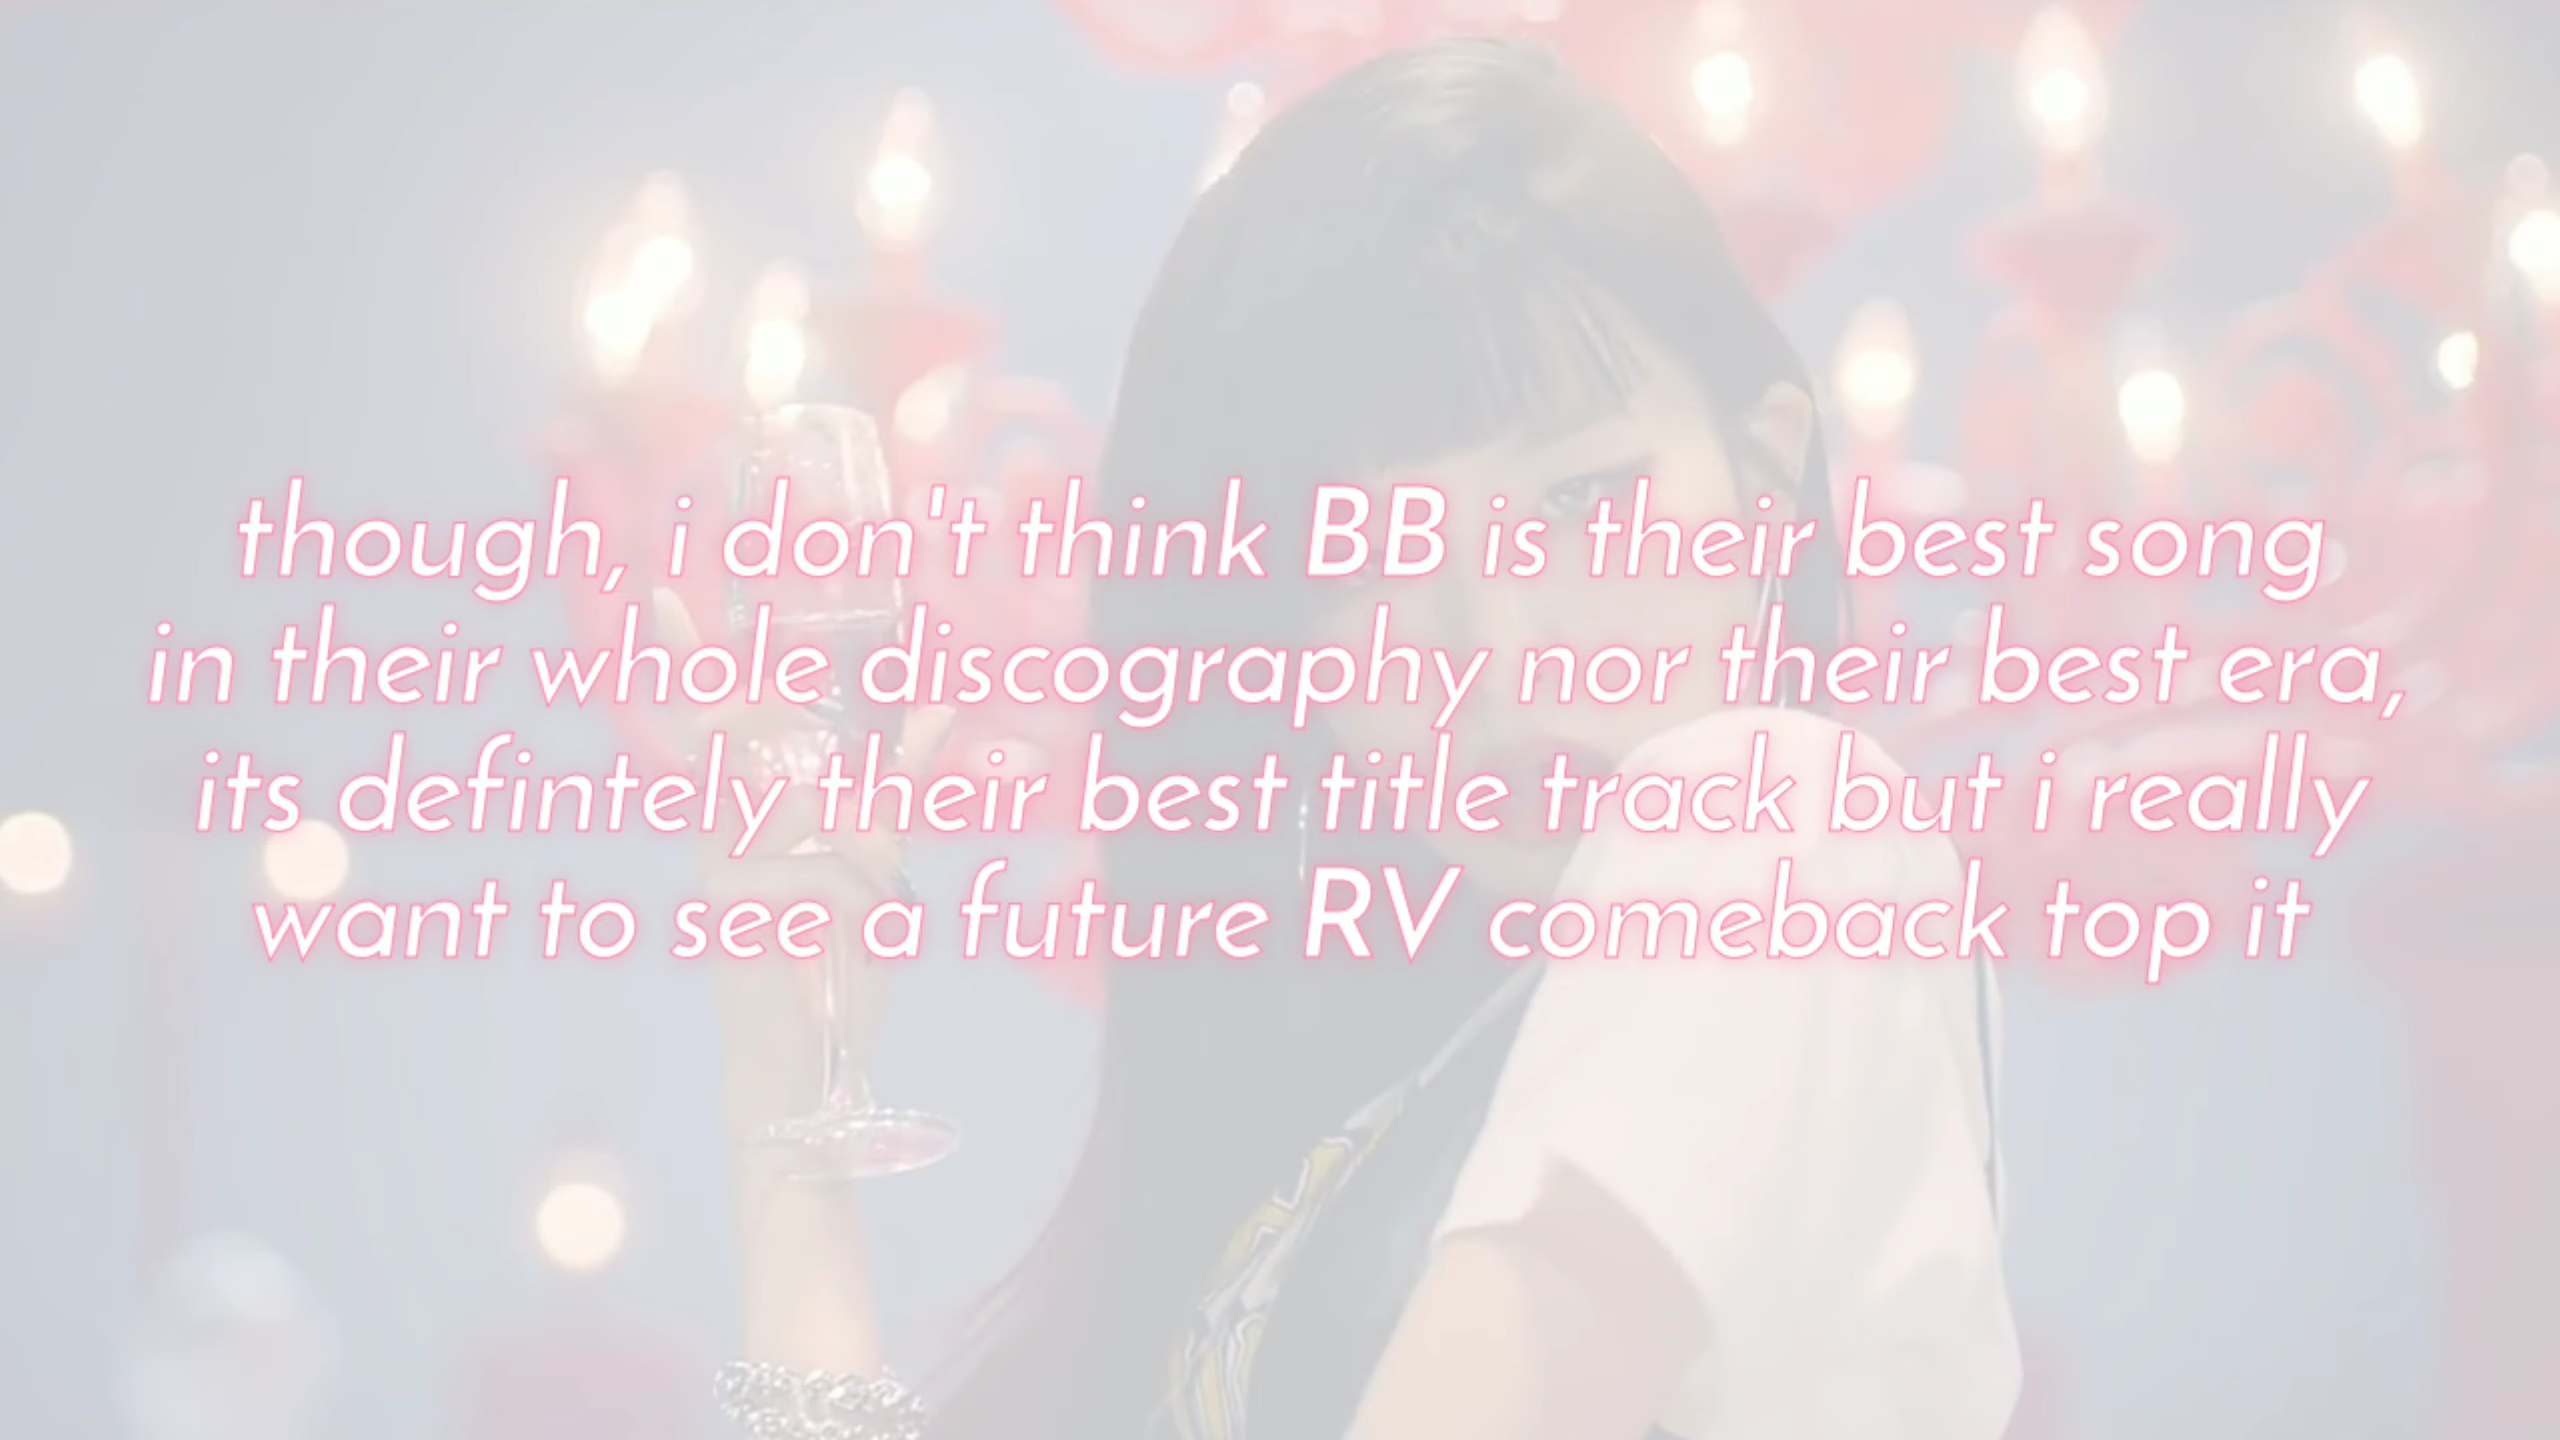 though, i don't think BB is their best song
in their whole discography nor their best era,
its defintely their best title track but i really
want to see a future RV comeback top it